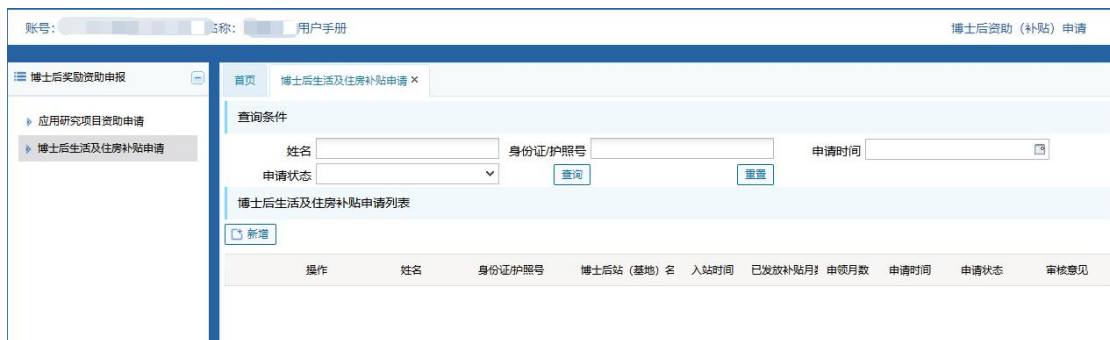 账号: 名称: 用户手册 博士后资助（补贴）申请
博士后奖励资助申报
首页 博士后生活及住房补贴申请 ×
应用研究项目资助申请
博士后生活及住房补贴申请
查询条件
姓名 身份证/护照号 申请时间
申请状态 查询 重置
博士后生活及住房补贴申请列表
新增
操作 姓名 身份证/护照号 博士后站（基地）名 入站时间 已发放补贴月 申领月数 申请时间 申请状态 审核意见